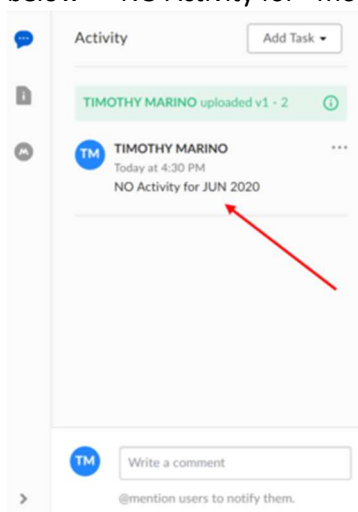 Activity
Add Task
TIMOTHY MARINO uploaded v1 - 2
TM
TIMOTHY MARINO
Today at 4:30 PM
NO Activity for JUN 2020
TM
Write a comment
@mention users to notify them.